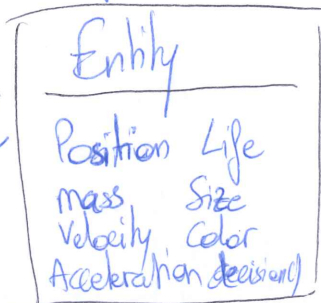 Entity
Position Life
mass Size
Velocity Color
Acceleration decision()